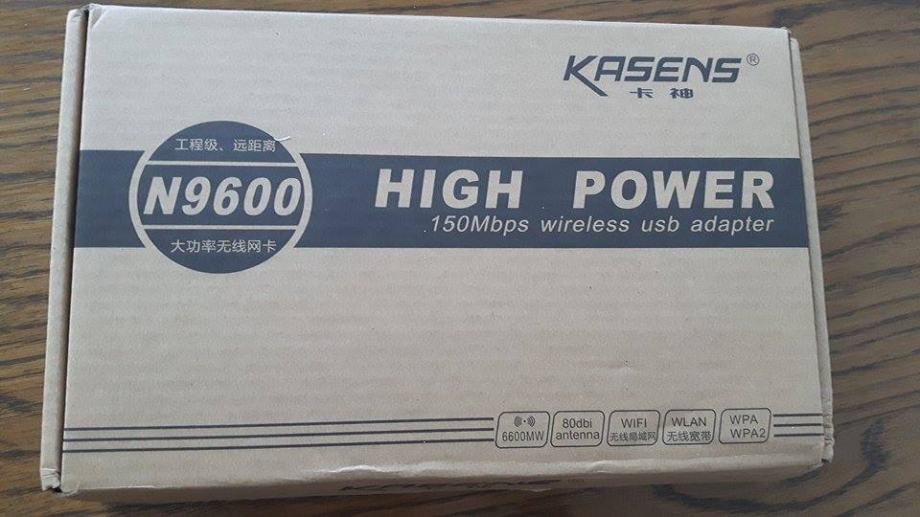 KASENS®
卡神
工程级、远距离
N9600
大功率无线网卡
HIGH POWER
150Mbps wireless usb adapter
6600MW
80dbi
antenna
WIFI
无线局域网
WLAN
无线宽带
WPA
WPA2